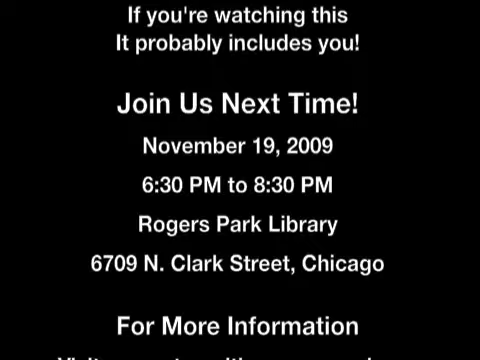 If you're watching this
It probably includes you!
Join Us Next Time!
November 19, 2009
6:30 PM to 8:30 PM
Rogers Park Library
6709 N. Clark Street, Chicago
For More Information